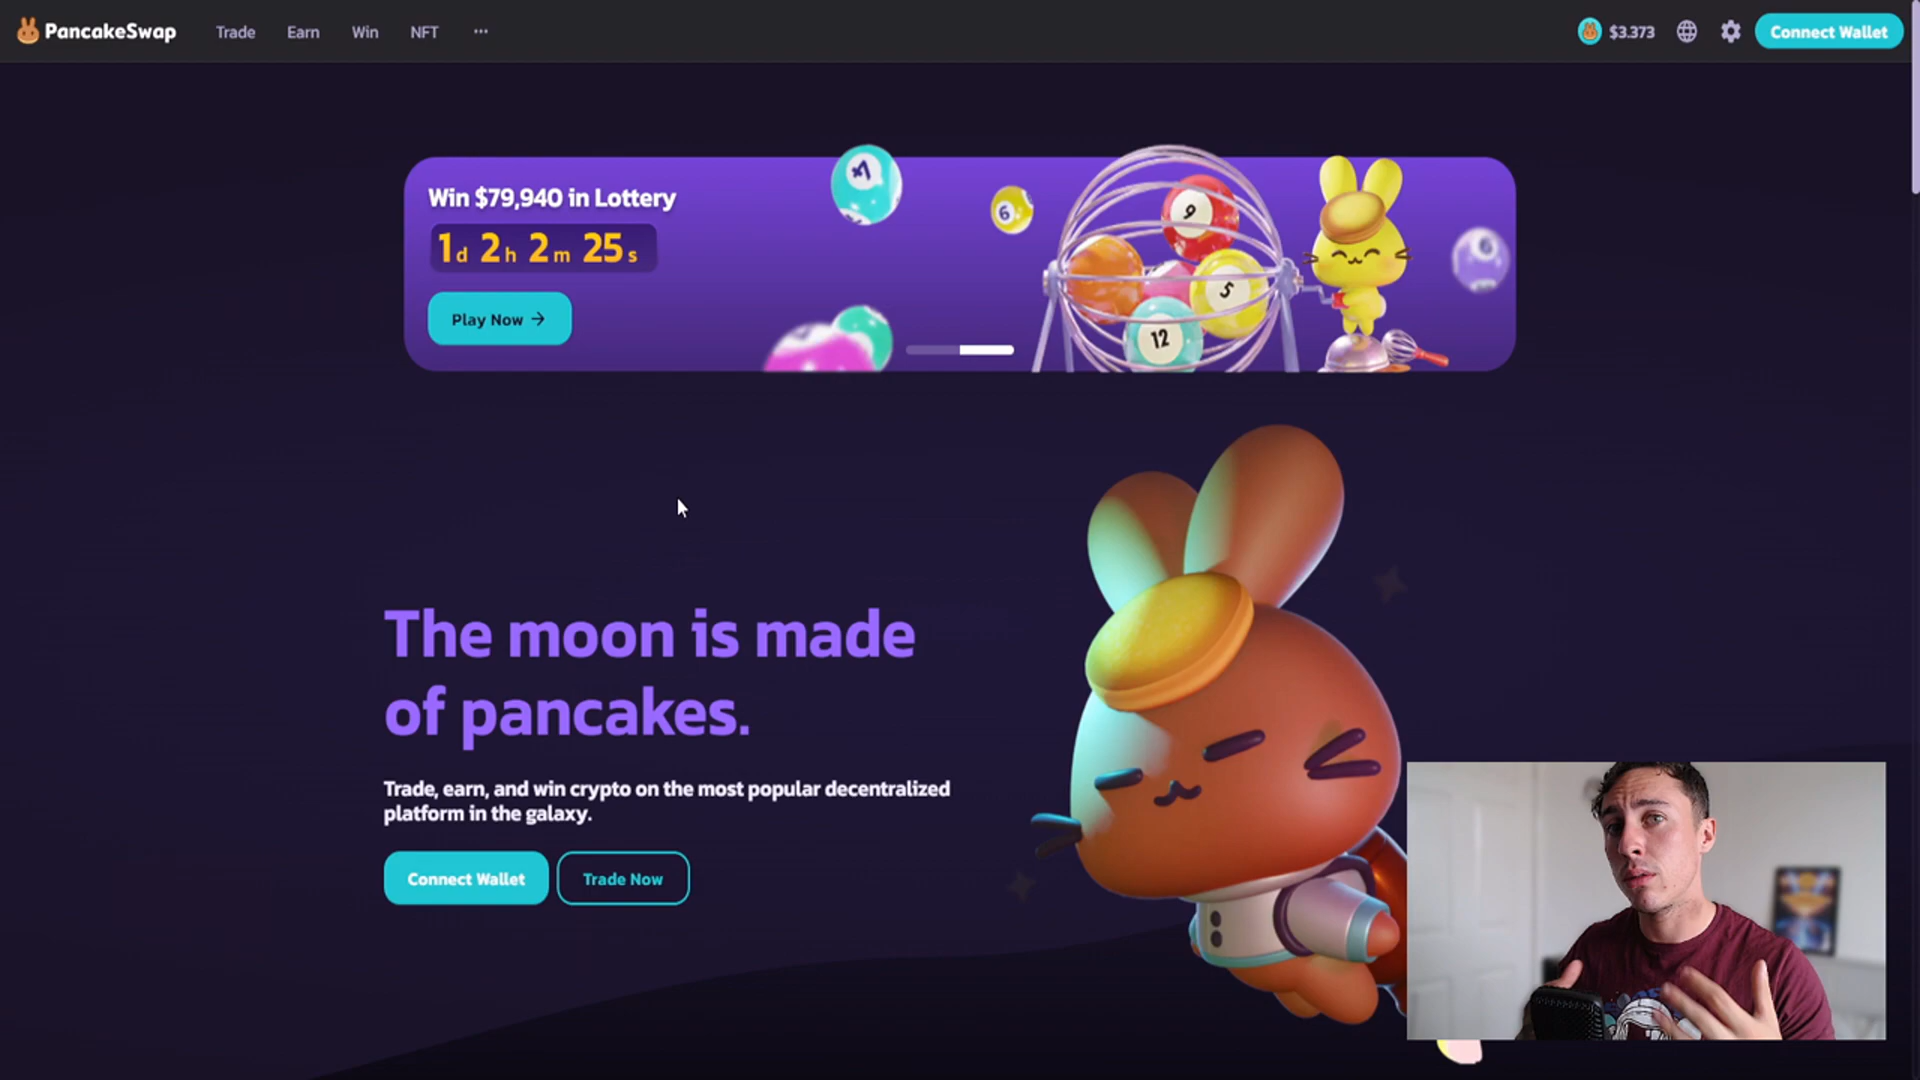 PancakeSwap
Trade Earn Win NFT ... $3.373 Connect Wallet
Win $79,940 in Lottery
1d 2h 2m 25s
Play Now →
6
9
5
12
6
The moon is made
of pancakes.
Trade, earn, and win crypto on the most popular decentralized
platform in the galaxy.
Connect Wallet Trade Now